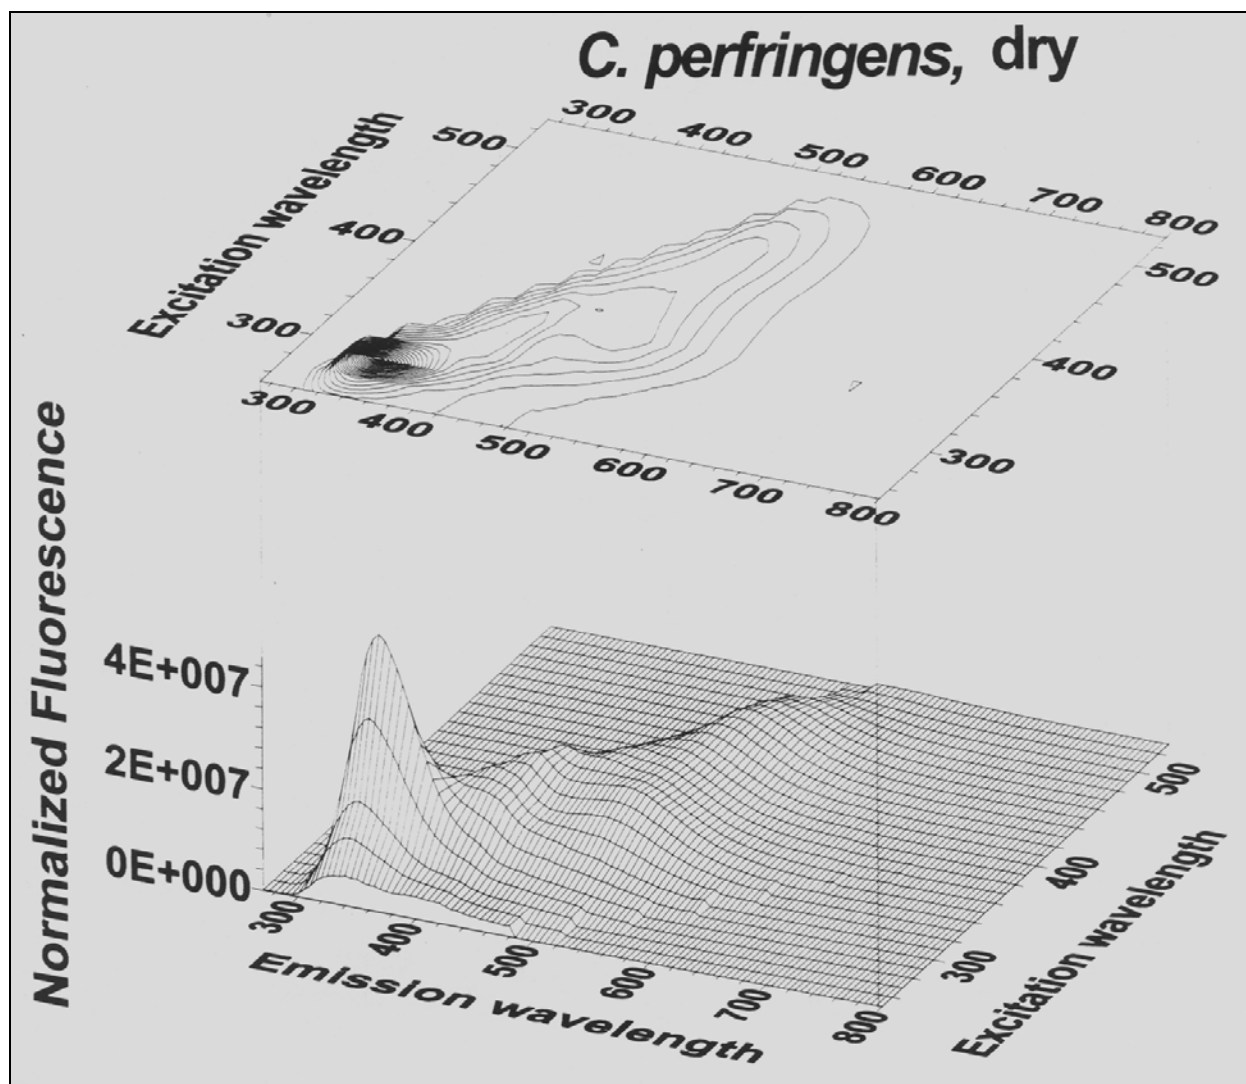 C. perfringens, dry
300 400 500 600 700 800
Excitation wavelength
500
400
300
500
400
300
300 400 500 600 700 800
Normalized Fluorescence
4E+007
2E+007
0E+000
300 400 500 600 700 800
Emission wavelength
500
400
300
Excitation wavelength